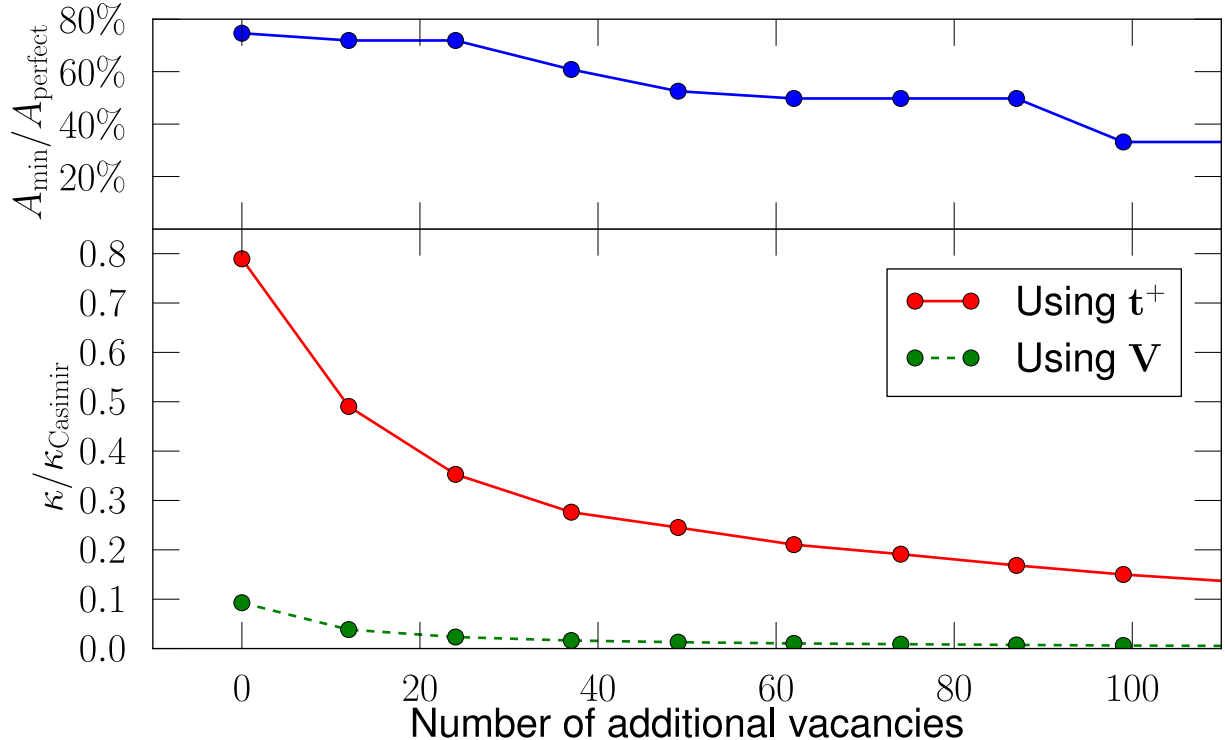 80%
60%
40%
20%
A_min/A_perfect
0.8
0.7
0.6
0.5
0.4
0.3
0.2
0.1
0.0
κ/κ_Casimir
Using t⁺
Using V
0 20 40 60 80 100
Number of additional vacancies